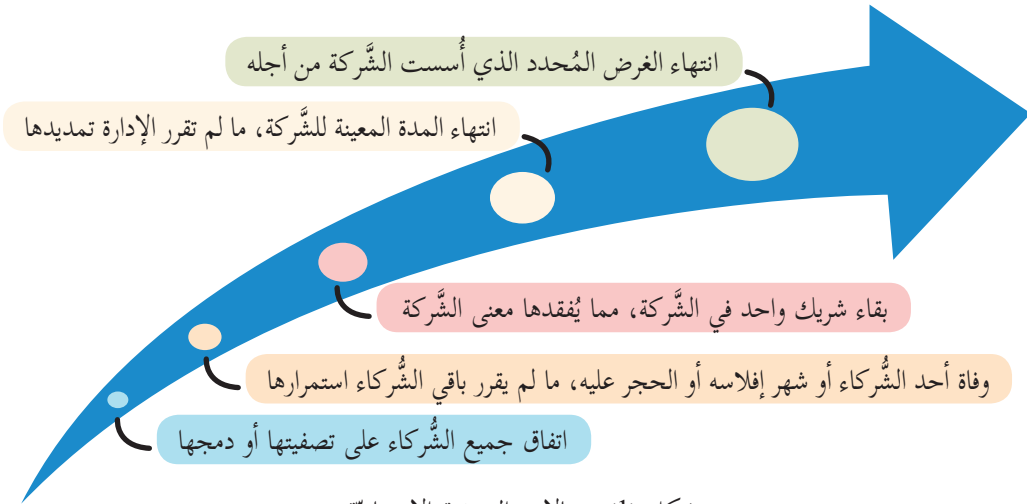 انتهاء الغرض المُحدد الذي أُسست الشَّركة من أجله
انتهاء المدة المعينة للشَّركة، ما لم تقرر الإدارة تمديدها
بقاء شريك واحد في الشَّركة، مما يُفقدها معنى الشَّركة
وفاة أحد الشُّركاء أو شهر إفلاسه أو الحجر عليه، ما لم يقرر باقي الشُّركاء استمرارها
اتفاق جميع الشُّركاء على تصفيتها أو دمجها